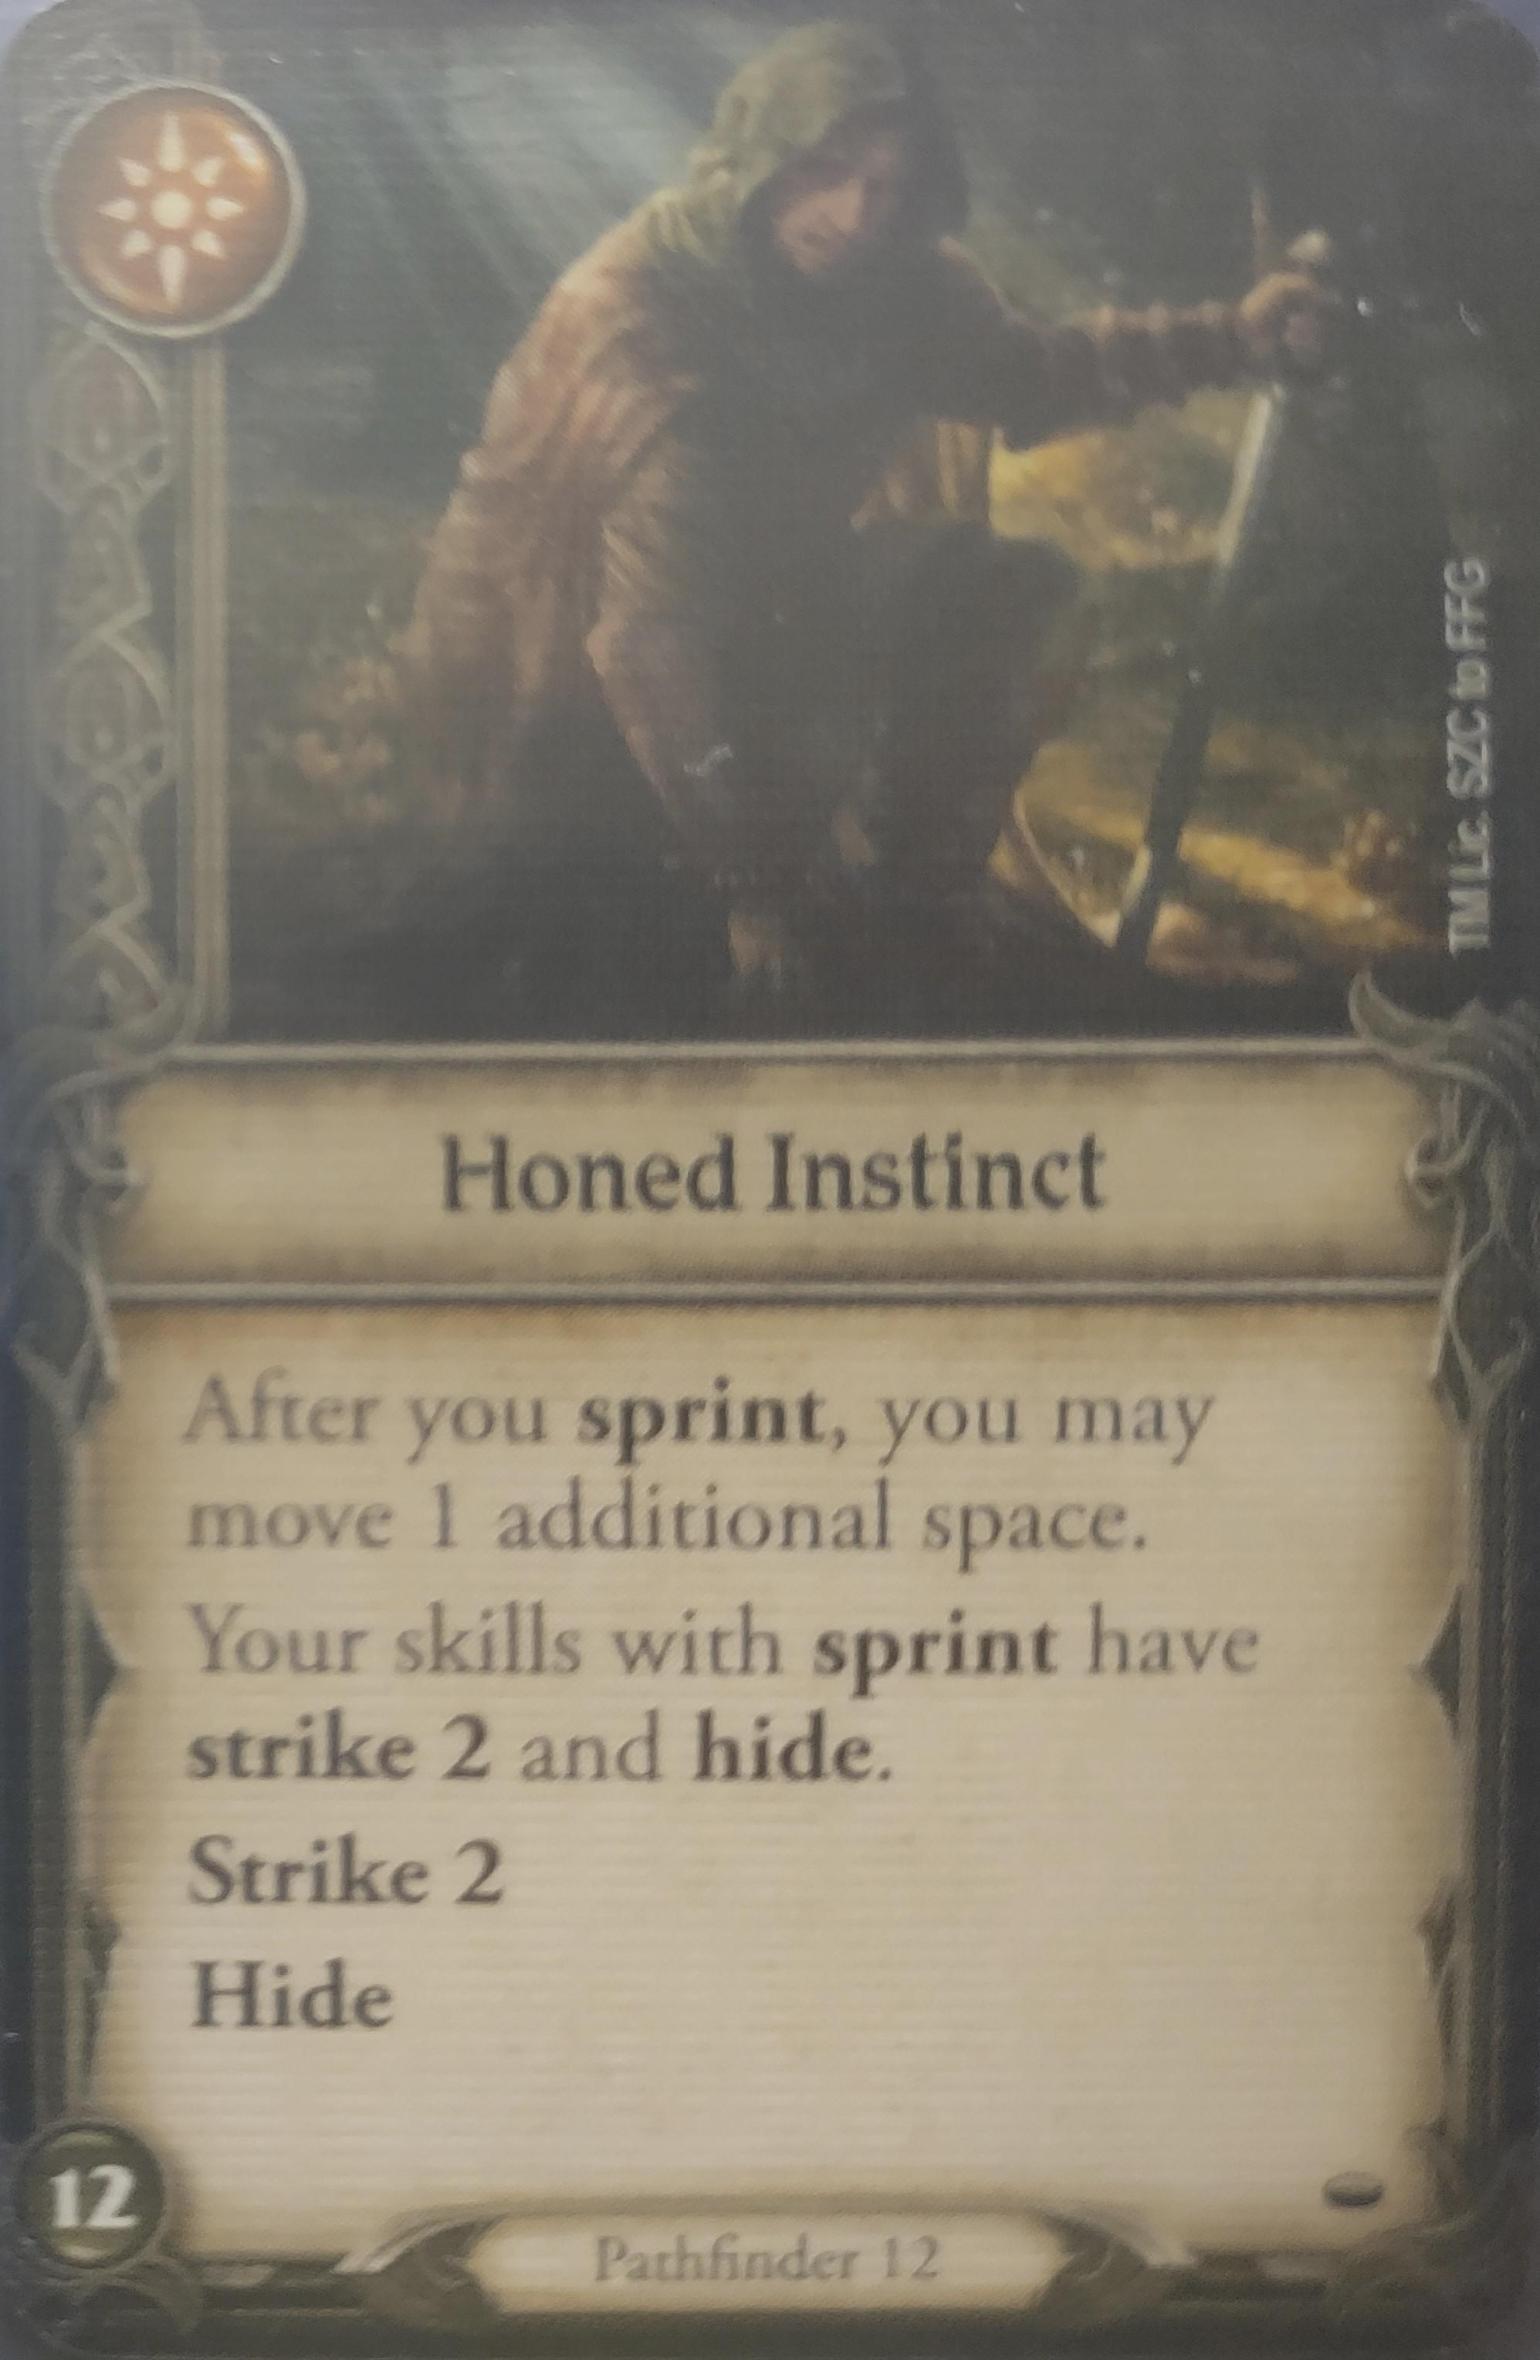 TM Lic. SZC to FFG
Honed Instinct
After you sprint, you may
move 1 additional space.
Your skills with sprint have
strike 2 and hide.
Strike 2
Hide
12
Pathfinder 12